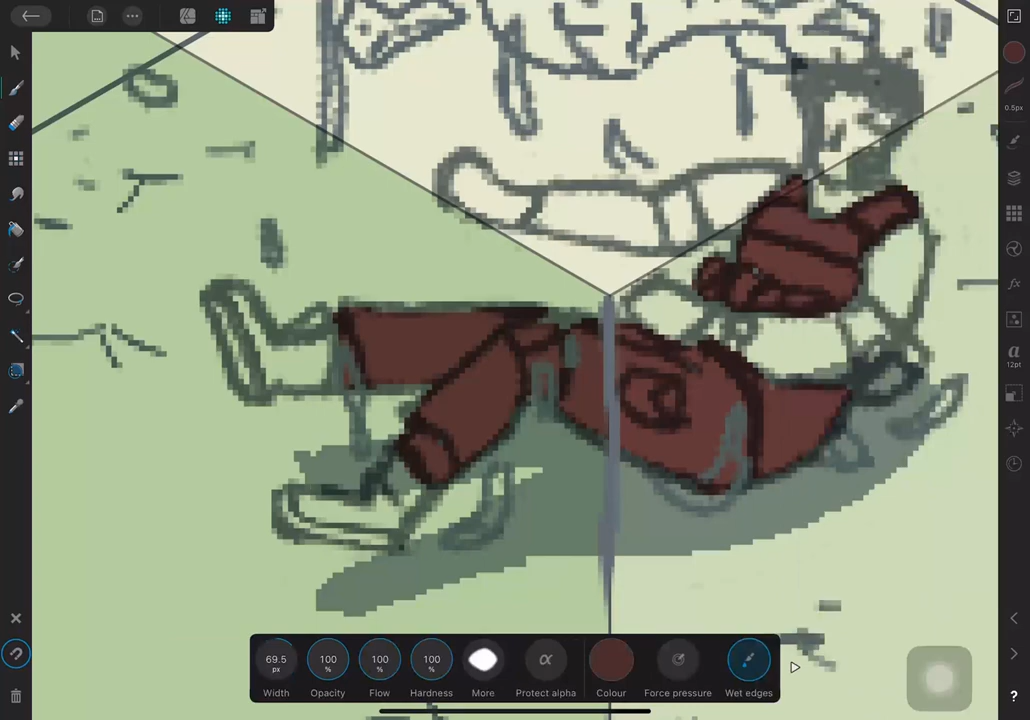 0.5px
fx
a
12pt
69.5
px
100
%
100
%
100
%
α
Width
Opacity
Flow
Hardness
More
Protect alpha
Colour
Force pressure
Wet edges
?